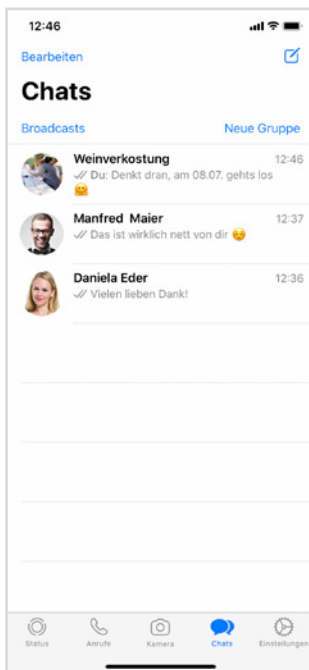 12:46
Bearbeiten
Chats
Broadcasts Neue Gruppe
Weinverkostung 12:46
Du: Denkt dran, am 08.07. gehts los
🤗
Manfred Maier 12:37
Das ist wirklich nett von dir ☺️
Daniela Eder 12:36
Vielen lieben Dank!
Status Anrufe Kamera Chats Einstellungen